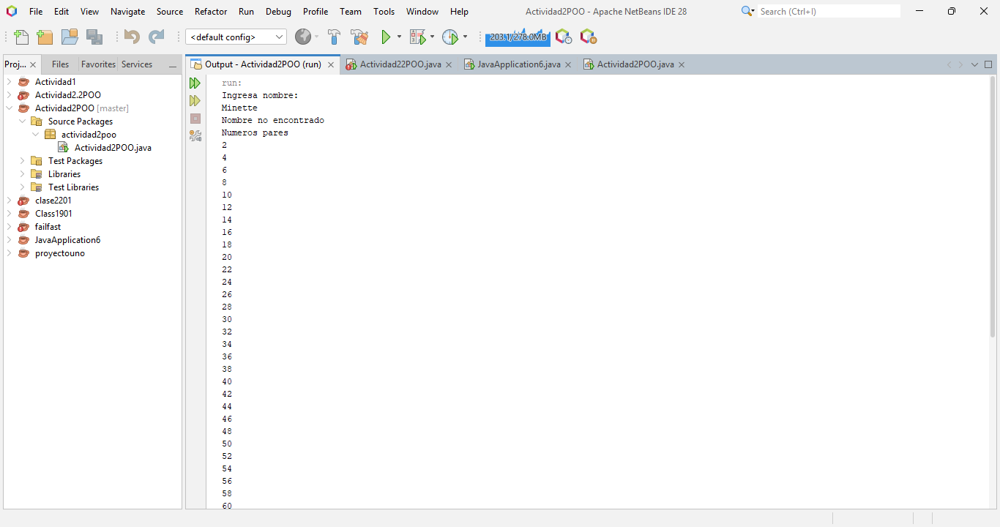 File Edit View Navigate Source Refactor Run Debug Profile Team Tools Window Help Actividad2POO - Apache NetBeans IDE 28 Search (Ctrl+I)
<default config> 203.1/278.0MB
Proj... Files Favorites Services
Output - Actividad2POO (run) Actividad22POO.java JavaApplication6.java Actividad2POO.java
Actividad1
Actividad2.2POO
Actividad2POO [master]
Source Packages
actividad2poo
Actividad2POO.java
Test Packages
Libraries
Test Libraries
clase2201
Class1901
failfast
JavaApplication6
proyectouno
run:
Ingresa nombre:
Minette
Nombre no encontrado
Numeros pares
2
4
6
8
10
12
14
16
18
20
22
24
26
28
30
32
34
36
38
40
42
44
46
48
50
52
54
56
58
60